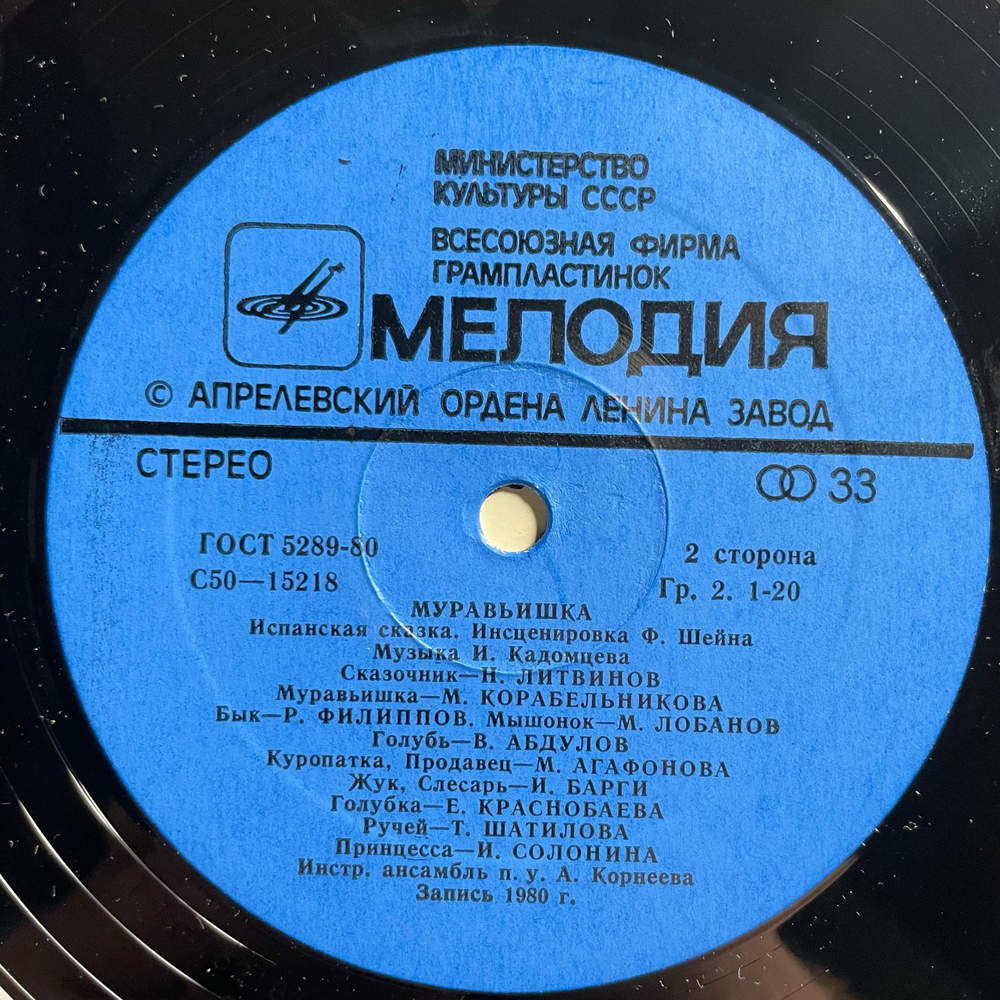 МИНИСТЕРСТВО
КУЛЬТУРЫ СССР
ВСЕСОЮЗНАЯ ФИРМА
ГРАМПЛАСТИНОК
МЕЛОДИЯ
© АПРЕЛЕВСКИЙ ОРДЕНА ЛЕНИНА ЗАВОД
СТЕРЕО 33
ГОСТ 5289-80 2 сторона
С50—15218 Гр. 2. 1-20
МУРАВЬИШКА
Испанская сказка. Инсценировка Ф. Шейна
Музыка И. Кадомцева
Сказочник—Н. ЛИТВИНОВ
Муравьишка—М. КОРАБЕЛЬНИКОВА
Бык—Р. ФИЛИППОВ. Мышонок—М. ЛОБАНОВ
Голубь—В. АБДУЛОВ
Куропатка, Продавец—М. АГАФОНОВА
Жук, Слесарь—И. БАРГИ
Голубка—Е. КРАСНОБАЕВА
Ручей—Т. ШАТИЛОВА
Принцесса—И. СОЛОНИНА
Инстр. ансамбль п. у. А. Корнеева
Запись 1980 г.